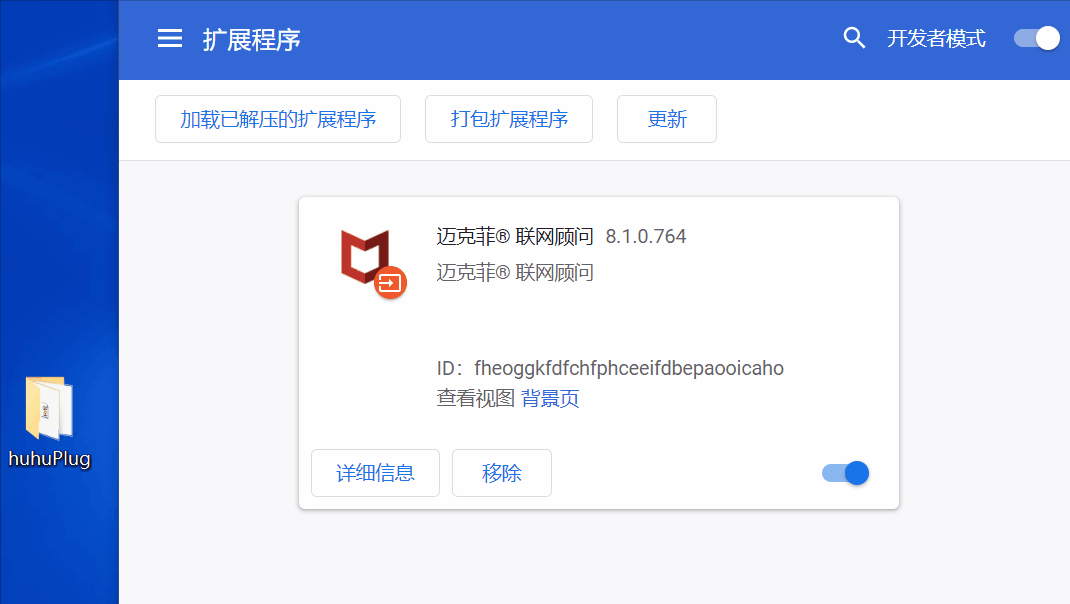 扩展程序
开发者模式
加载已解压的扩展程序
打包扩展程序
更新
迈克菲® 联网顾问 8.1.0.764
迈克菲® 联网顾问
ID：fheoggkfdfchfphceeifdbepaooicaho
查看视图 背景页
详细信息
移除
huhuPlug